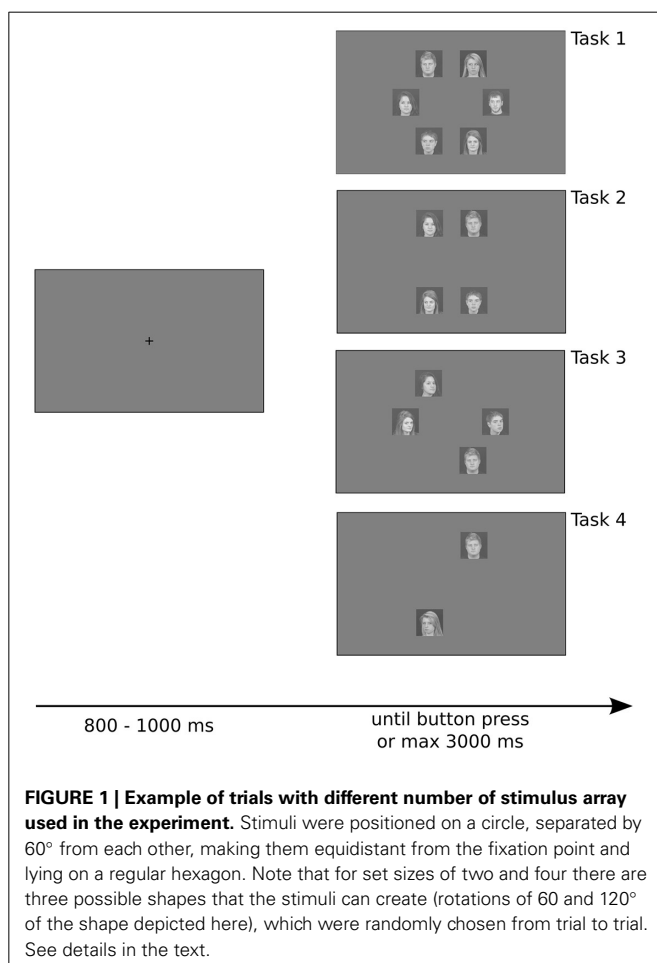 Task 1
Task 2
Task 3
Task 4
800 - 1000 ms
until button press
or max 3000 ms
FIGURE 1 | Example of trials with different number of stimulus array
used in the experiment. Stimuli were positioned on a circle, separated by
60° from each other, making them equidistant from the fixation point and
lying on a regular hexagon. Note that for set sizes of two and four there are
three possible shapes that the stimuli can create (rotations of 60 and 120°
of the shape depicted here), which were randomly chosen from trial to trial.
See details in the text.